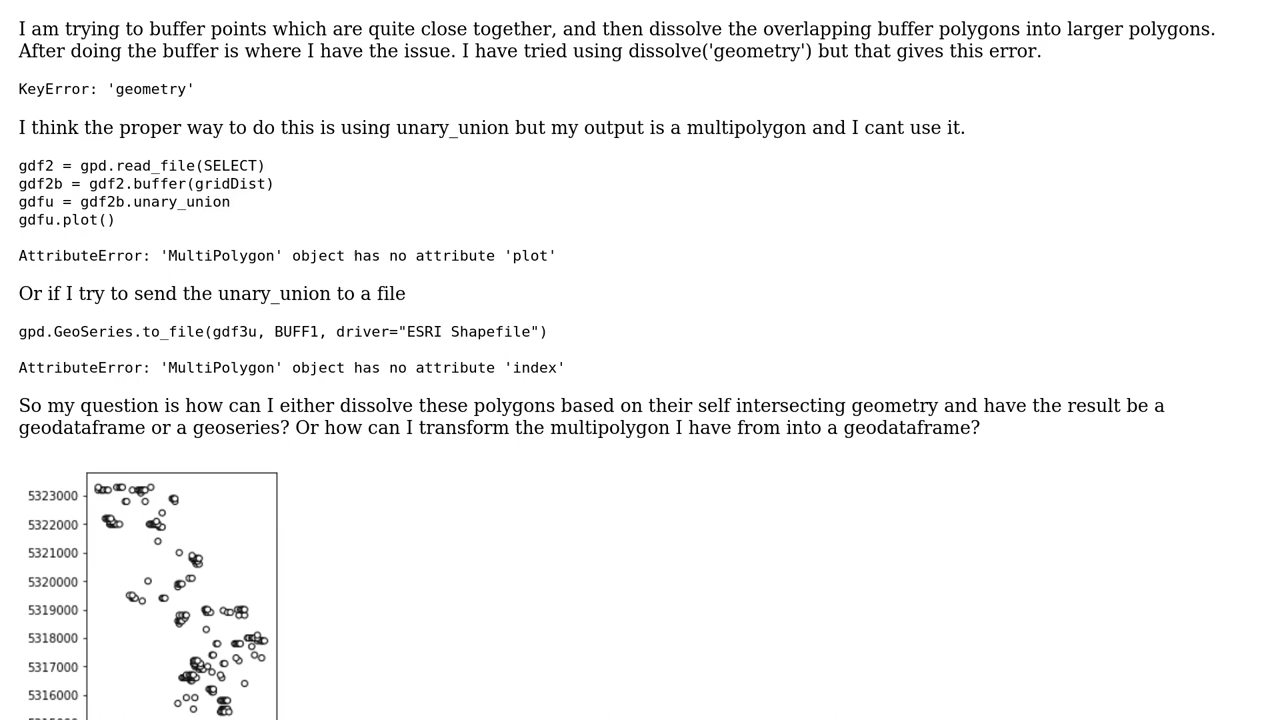 I am trying to buffer points which are quite close together, and then dissolve the overlapping buffer polygons into larger polygons.
After doing the buffer is where I have the issue. I have tried using dissolve('geometry') but that gives this error.
KeyError: 'geometry'
I think the proper way to do this is using unary_union but my output is a multipolygon and I cant use it.
gdf2 = gpd.read_file(SELECT)
gdf2b = gdf2.buffer(gridDist)
gdfu = gdf2b.unary_union
gdfu.plot()
AttributeError: 'MultiPolygon' object has no attribute 'plot'
Or if I try to send the unary_union to a file
gpd.GeoSeries.to_file(gdf3u, BUFF1, driver="ESRI Shapefile")
AttributeError: 'MultiPolygon' object has no attribute 'index'
So my question is how can I either dissolve these polygons based on their self intersecting geometry and have the result be a
geodataframe or a geoseries? Or how can I transform the multipolygon I have from into a geodataframe?
5323000
5322000
5321000
5320000
5319000
5318000
5317000
5316000